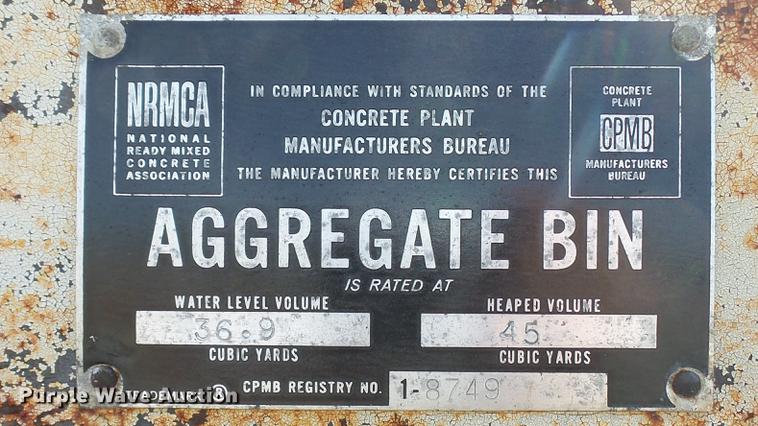 NRMCA
NATIONAL
READY MIXED
CONCRETE
ASSOCIATION
IN COMPLIANCE WITH STANDARDS OF THE
CONCRETE PLANT
MANUFACTURERS BUREAU
THE MANUFACTURER HEREBY CERTIFIES THIS
CONCRETE
PLANT
CPMB
MANUFACTURERS
BUREAU
AGGREGATE BIN
IS RATED AT
WATER LEVEL VOLUME
36.9
CUBIC YARDS
HEAPED VOLUME
45
CUBIC YARDS
TRADEMARK ®
CPMB REGISTRY NO. 1-8749
Purple Wave Auction